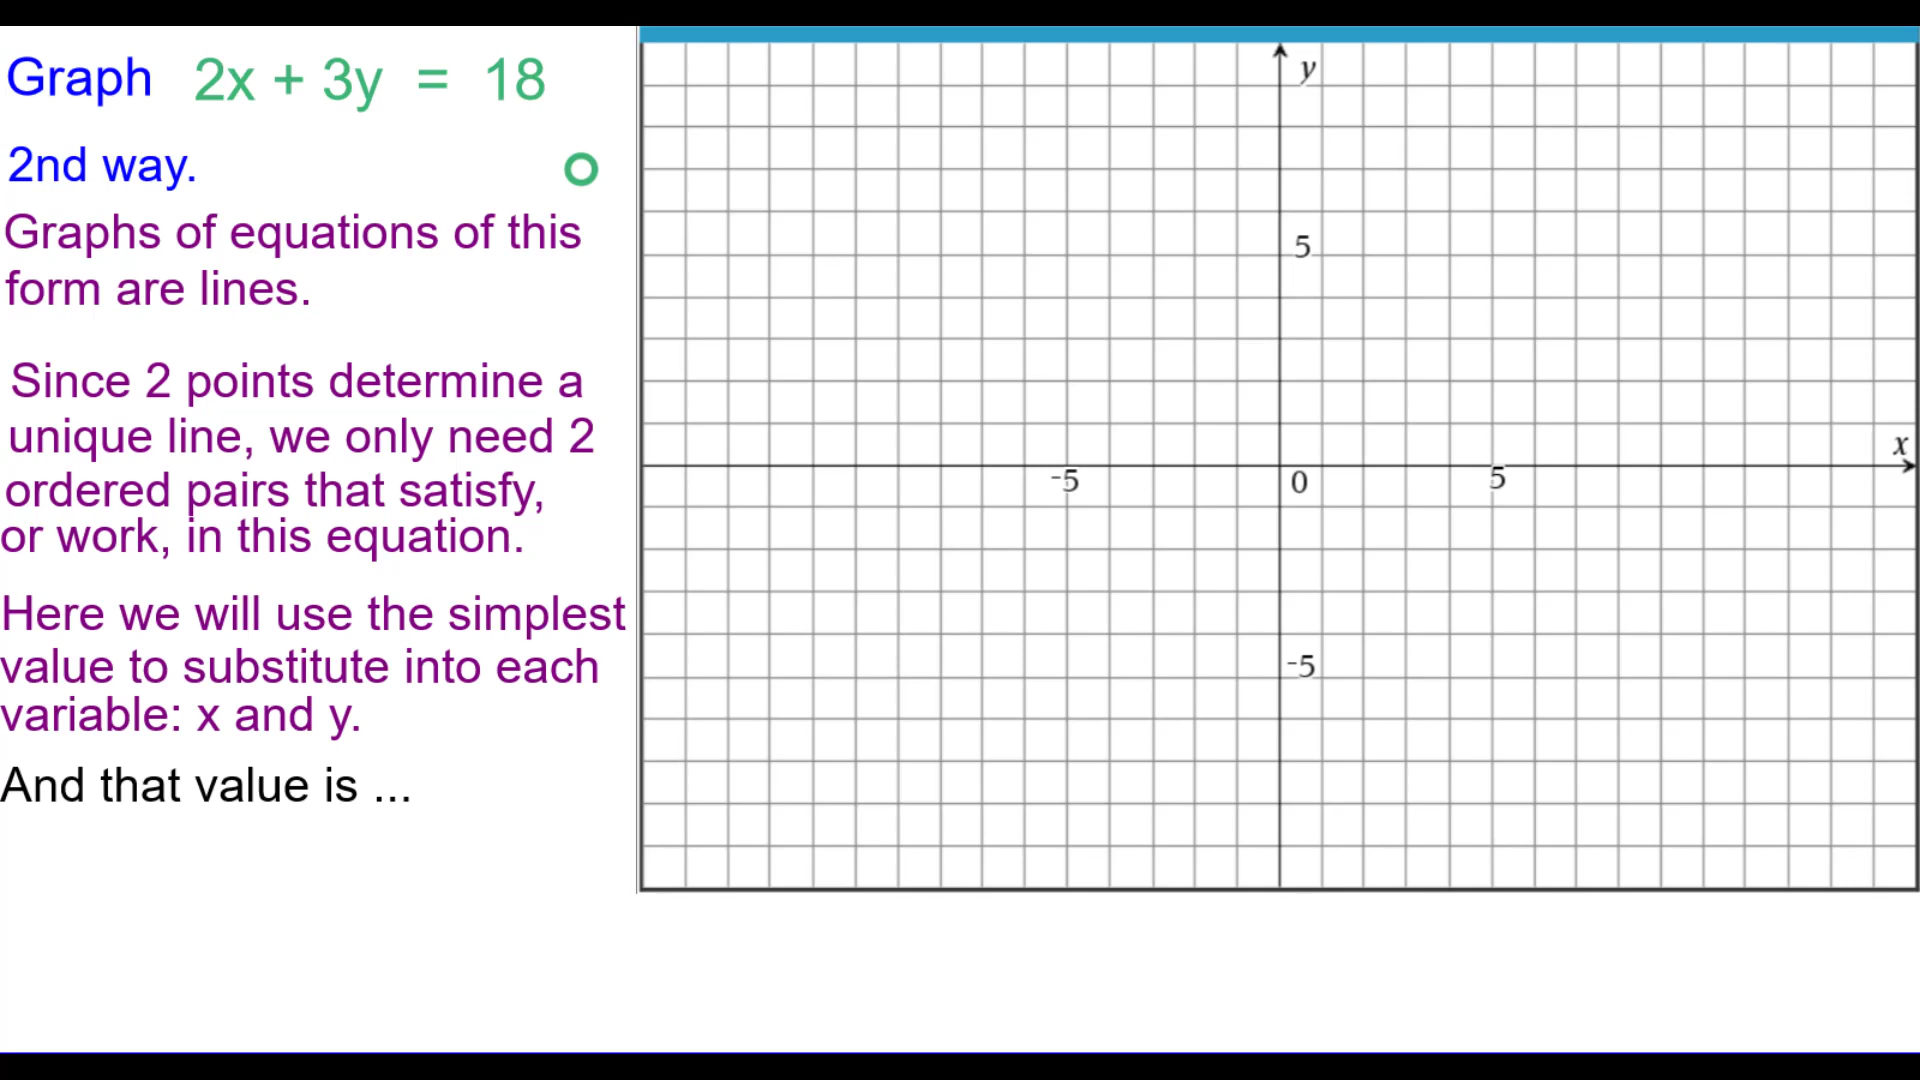 Graph 2x + 3y = 18
2nd way.
Graphs of equations of this
form are lines.
Since 2 points determine a
unique line, we only need 2
ordered pairs that satisfy,
or work, in this equation.
Here we will use the simplest
value to substitute into each
variable: x and y.
And that value is ...
y
5
x
-5
0
5
-5